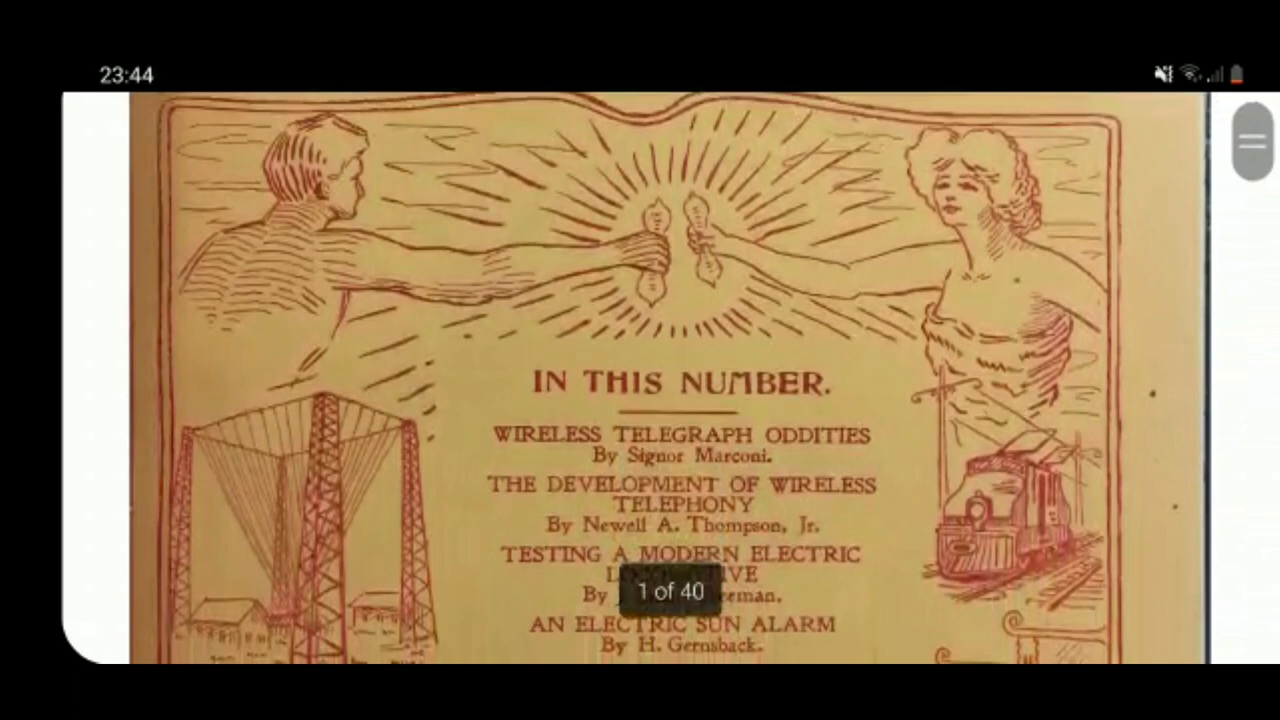 23:44
IN THIS NUMBER.
WIRELESS TELEGRAPH ODDITIES
By Signor Marconi.
THE DEVELOPMENT OF WIRELESS
TELEPHONY
By Newell A. Thompson, Jr.
TESTING A MODERN ELECTRIC
1 of 40
By
AN ELECTRIC SUN ALARM
By H. Gernsback.